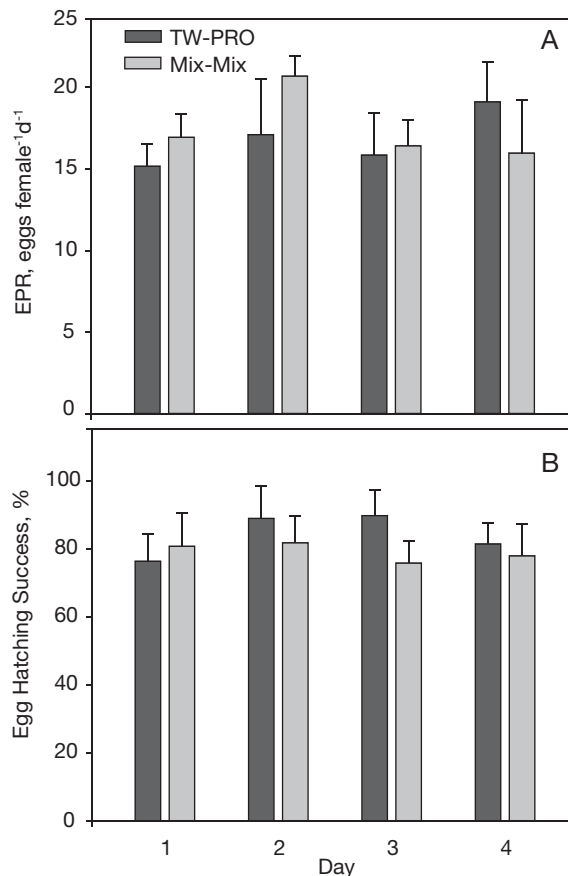 25
20
15
10
5
0
EPR, eggs female⁻¹d⁻¹
TW-PRO
Mix-Mix
A
100
80
60
40
20
0
Egg Hatching Success, %
B
1 2 3 4
Day